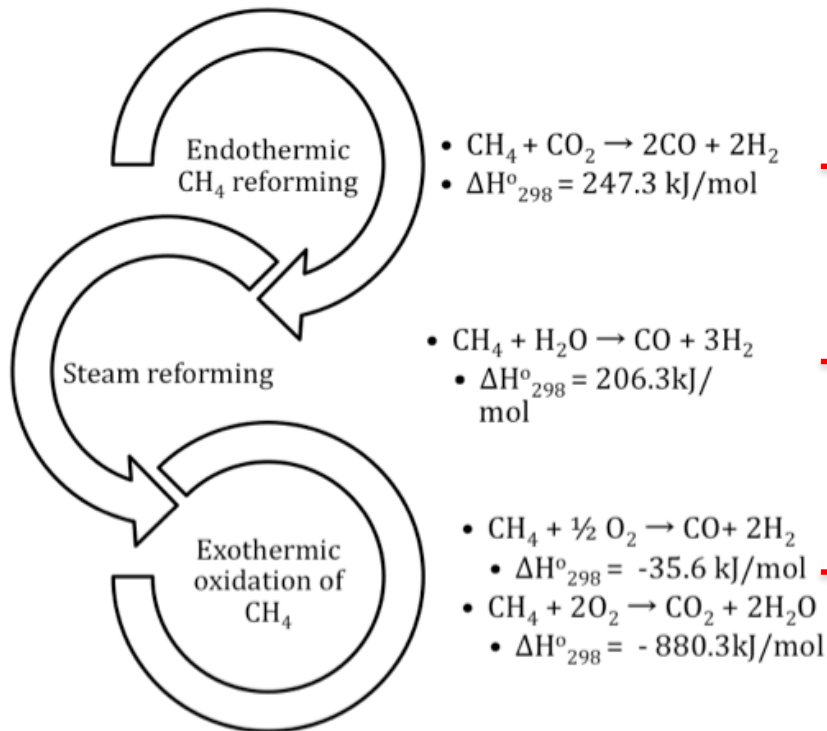 Endothermic
CH₄ reforming
• CH₄ + CO₂ → 2CO + 2H₂
• ΔHᵒ₂₉₈ = 247.3 kJ/mol
Steam reforming
• CH₄ + H₂O → CO + 3H₂
• ΔHᵒ₂₉₈ = 206.3kJ/
mol
Exothermic
oxidation of
CH₄
• CH₄ + ½ O₂ → CO+ 2H₂
• ΔHᵒ₂₉₈ = -35.6 kJ/mol
• CH₄ + 2O₂ → CO₂ + 2H₂O
• ΔHᵒ₂₉₈ = - 880.3kJ/mol